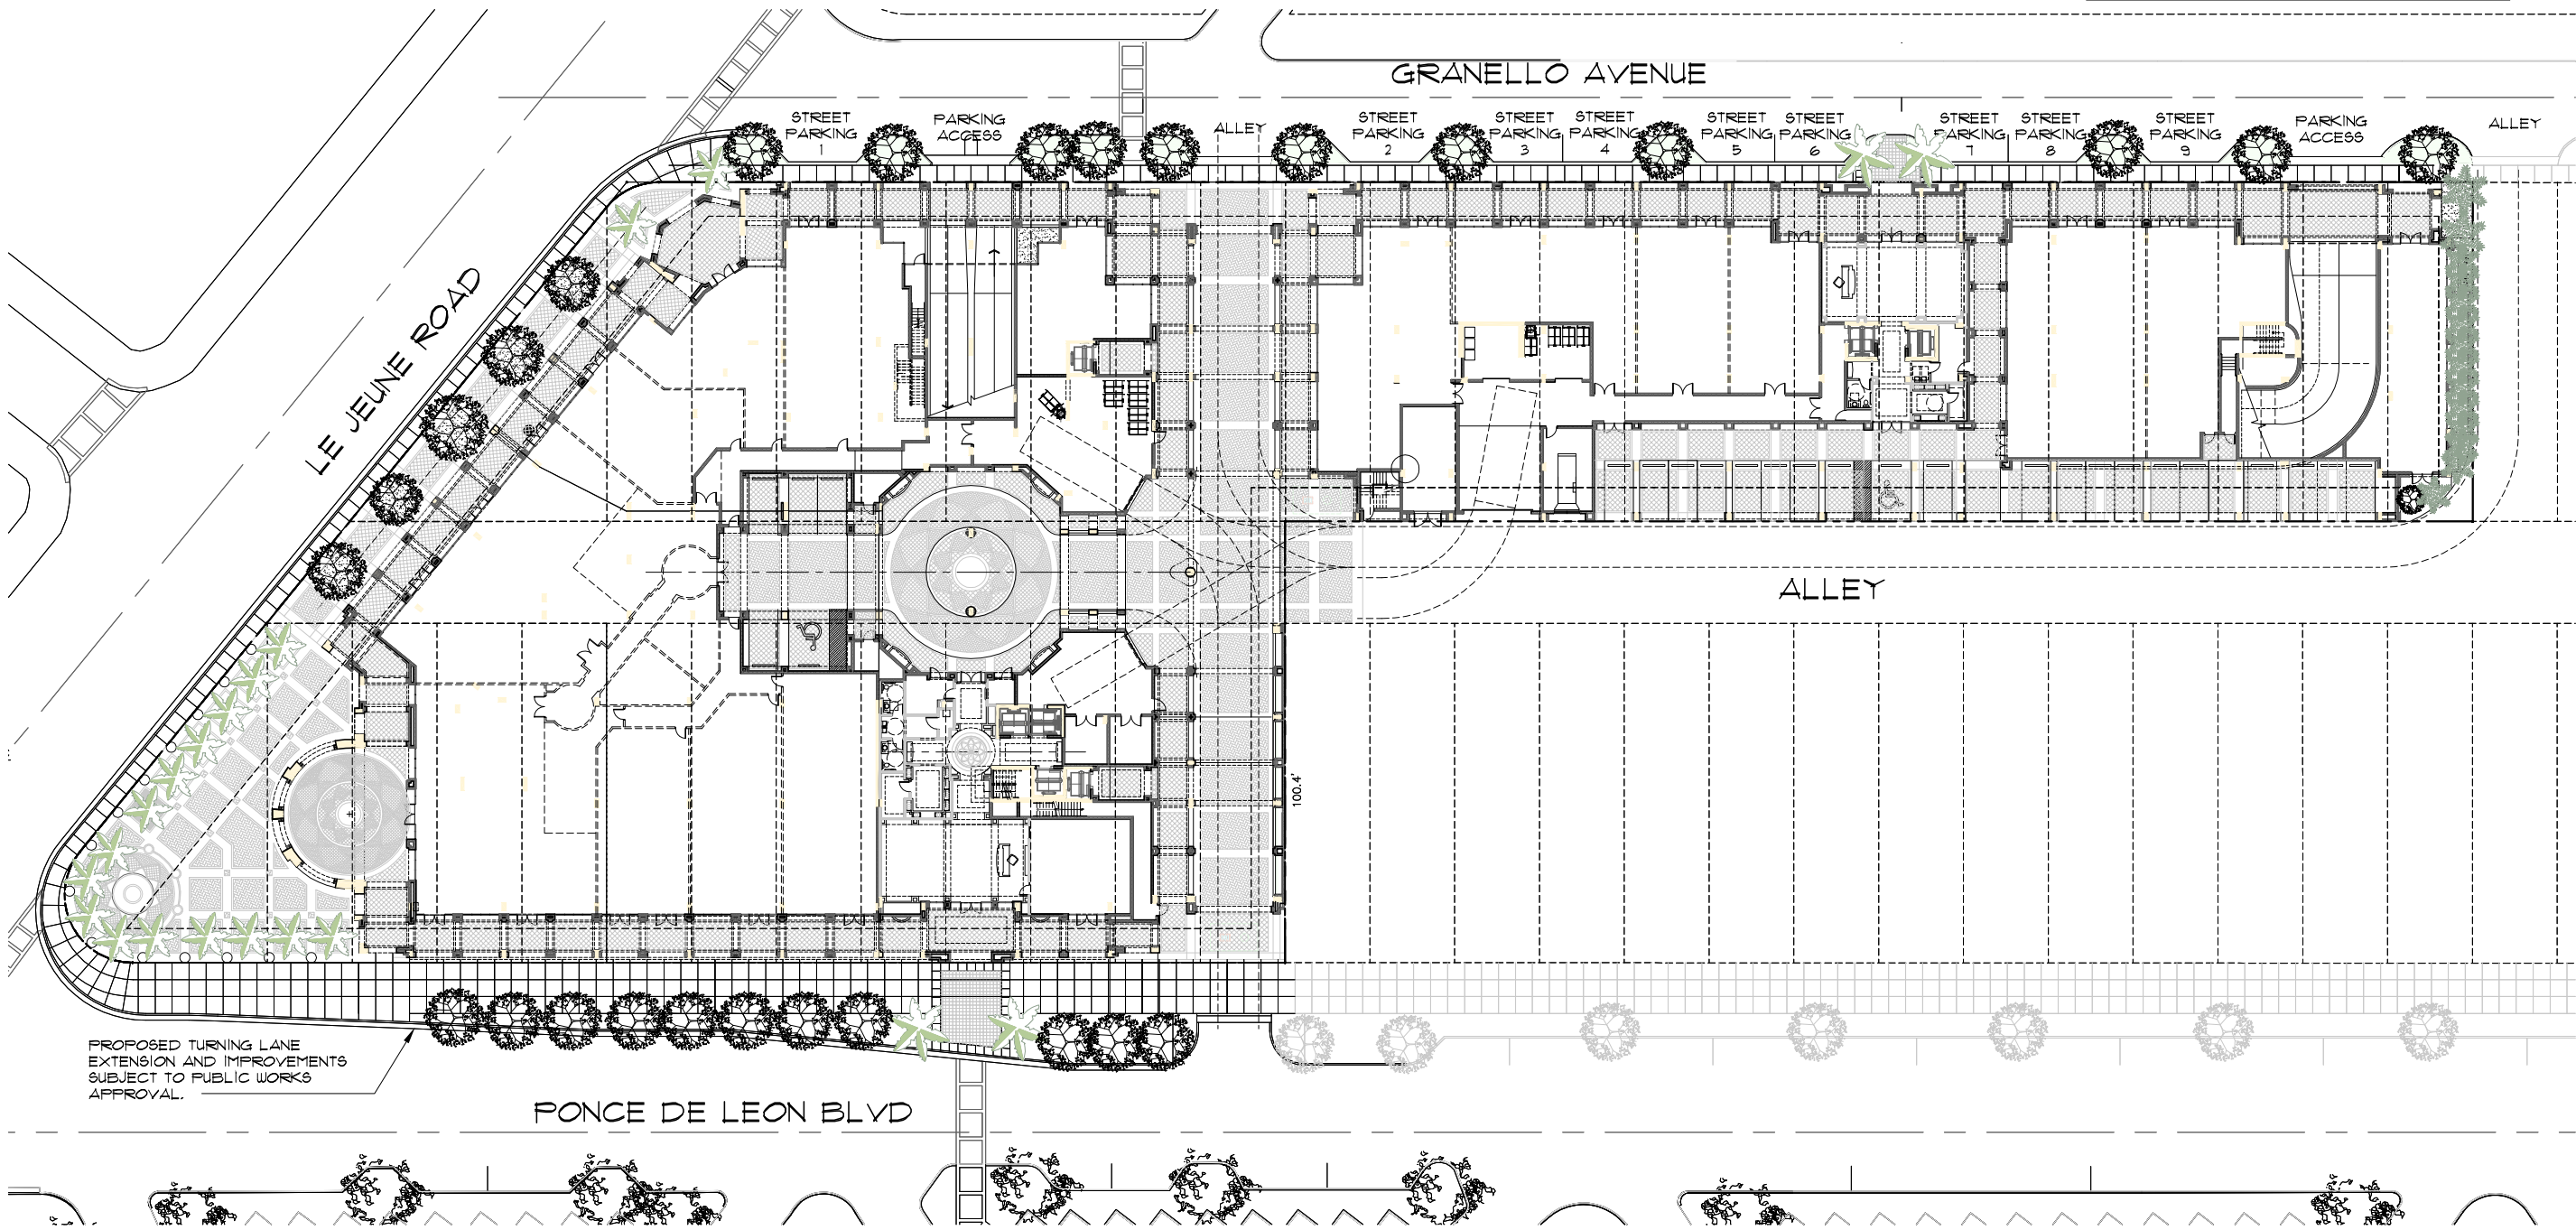 GRANELLO AVENUE
STREET
PARKING
1
PARKING
ACCESS
ALLEY
STREET
PARKING
2
STREET
PARKING
3
STREET
PARKING
4
STREET
PARKING
5
STREET
PARKING
6
STREET
PARKING
7
STREET
PARKING
8
STREET
PARKING
9
PARKING
ACCESS
ALLEY
LE JEUNE ROAD
ALLEY
100.4'
PROPOSED TURNING LANE
EXTENSION AND IMPROVEMENTS
SUBJECT TO PUBLIC WORKS
APPROVAL.
PONCE DE LEON BLVD